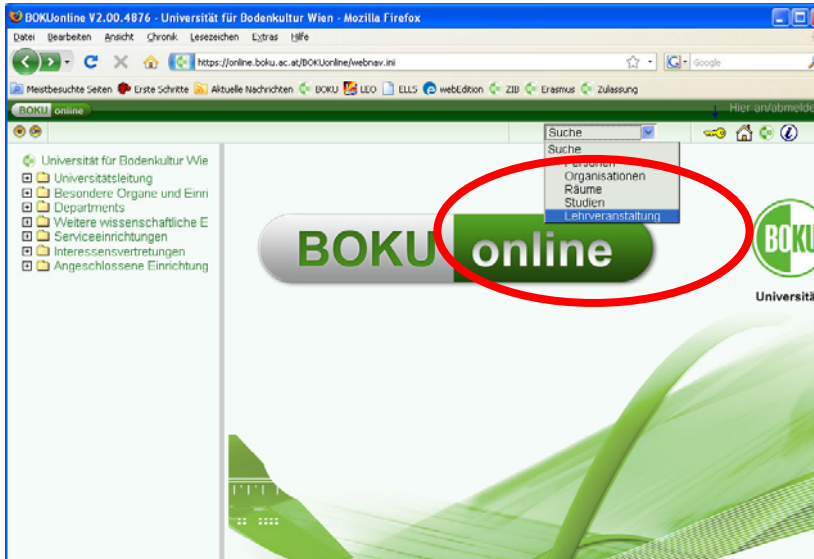 BOKUonline V2.00.4876 - Universität für Bodenkultur Wien - Mozilla Firefox
Datei Bearbeiten Ansicht Chronik Lesezeichen Extras Hilfe
https://online.boku.ac.at/BOKUonline/webnav.ini
G Google
Meistbesuchte Seiten Erste Schritte Aktuelle Nachrichten BOKU LEO ELLS webEdition ZIB Erasmus Zulassung
BOKU online
Hier an/abmelde
Suche
Suche
Personen
Organisationen
Räume
Studien
Lehrveranstaltung
Universität für Bodenkultur Wie
Universitätsleitung
Besondere Organe und Einri
Departments
Weitere wissenschaftliche E
Serviceeinrichtungen
Interessensvertretungen
Angeschlossene Einrichtung
BOKU online
BOKU
Universitä